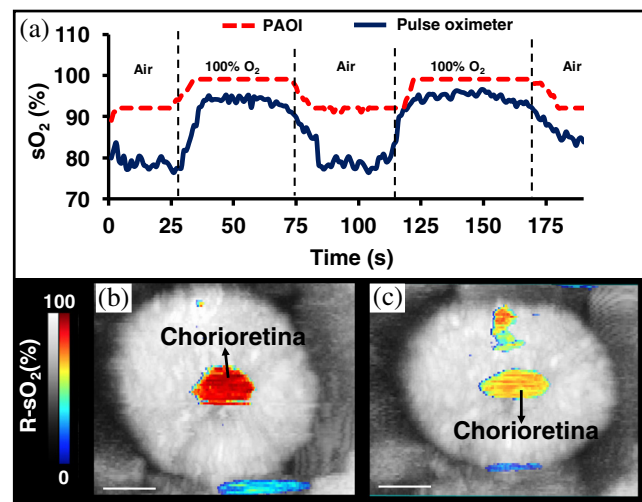 (a)
PAOI Pulse oximeter
110
100
90
80
70
sO₂ (%)
Air 100% O₂ Air 100% O₂ Air
0 25 50 75 100 125 150 175
Time (s)
R-sO₂(%)
100
0
(b)
Chorioretina
(c)
Chorioretina